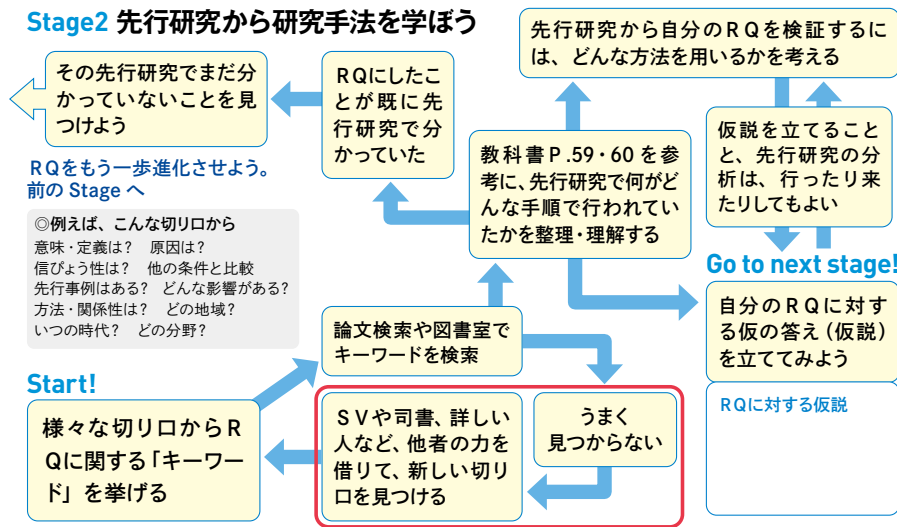 Stage2 先行研究から研究手法を学ぼう
その先行研究でまだ分
かっていないことを見
つけよう
RQにしたこ
とが既に先
行研究で分
かっていた
先行研究から自分のRQを検証するに
は、どんな方法を用いるかを考える
仮説を立てること
と、先行研究の分
析は、行ったり来
たりしてもよい
教科書P.59・60を参
考に、先行研究で何がど
んな手順で行われてい
たかを整理・理解する
RQをもう一歩進化させよう。
前の Stage へ
◎例えば、こんな切り口から
意味・定義は? 原因は?
信ぴょう性は? 他の条件と比較
先行事例はある? どんな影響がある?
方法・関係性は? どの地域?
いつの時代? どの分野?
Go to next stage!
自分のRQに対す
る仮の答え(仮説)
を立ててみよう
RQに対する仮説
論文検索や図書室で
キーワードを検索
Start!
様々な切り口からR
Qに関する「キーワー
ド」を挙げる
SVや司書、詳しい
人など、他者の力を
借りて、新しい切り
口を見つける
うまく
見つからない